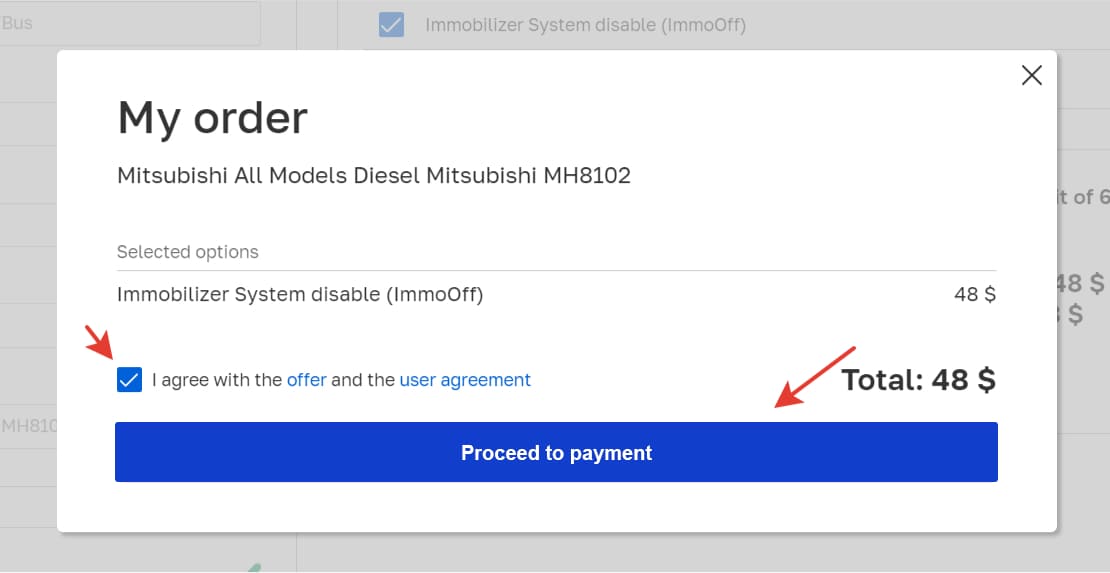 Bus
Immobilizer System disable (ImmoOff)
My order
Mitsubishi All Models Diesel Mitsubishi MH8102
it of 6
Selected options
48 $
Immobilizer System disable (ImmoOff) 48 $
$
I agree with the offer and the user agreement Total: 48 $
MH810
Proceed to payment